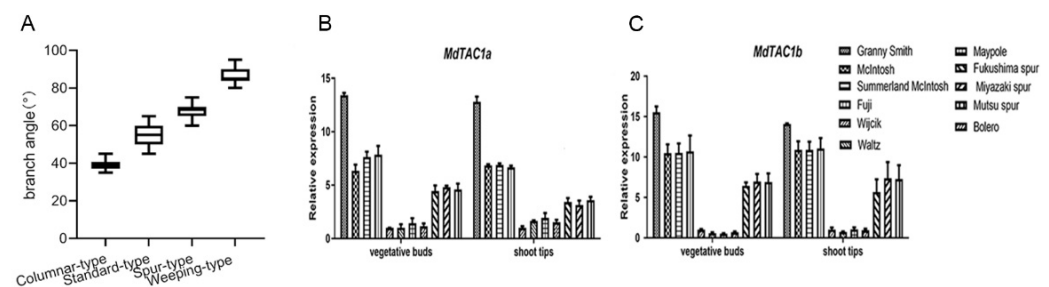 A
branch angle(°)
100
80
60
40
20
0
Columnar-type
Standard-type
Spur-type
Weeping-type
B
MdTAC1a
Relative expression
15
10
5
0
vegetative buds
shoot tips
C
MdTAC1b
Relative expression
20
15
10
5
0
vegetative buds
shoot tips
Granny Smith
McIntosh
Summerland McIntosh
Fuji
Wijcik
Waltz
Maypole
Fukushima spur
Miyazaki spur
Mutsu spur
Bolero